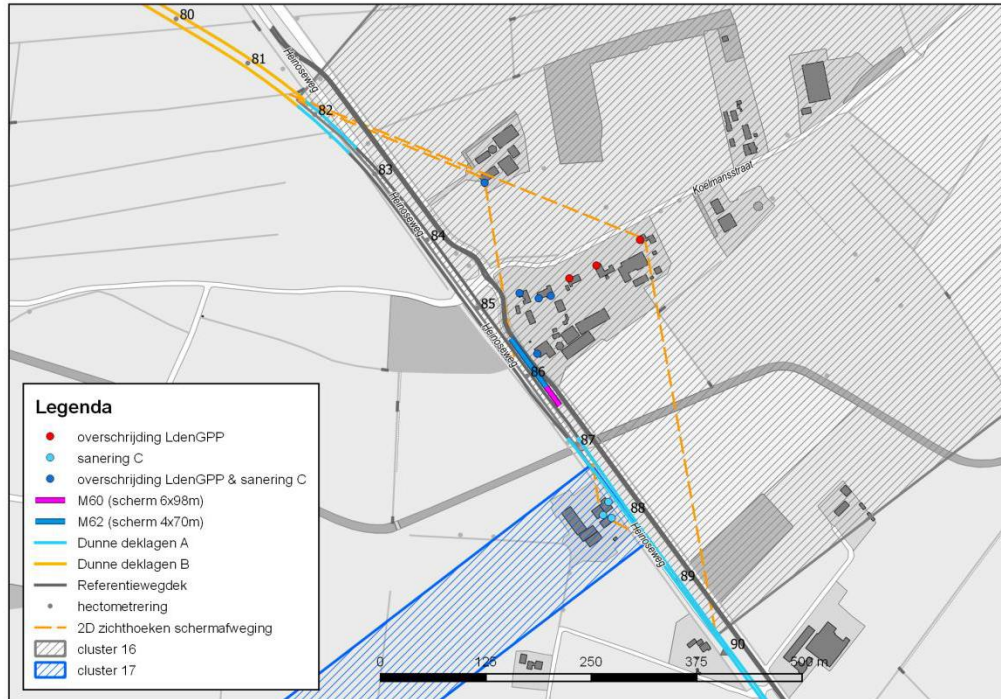 80
81
Heinoseweg
82
83
Heinoseweg
84
Koelmansstraat
85
Heinoseweg
86
87
88
Heinoseweg
89
90
Legenda
overschrijding LdenGPP
sanering C
overschrijding LdenGPP & sanering C
M60 (scherm 6x98m)
M62 (scherm 4x70m)
Dunne deklagen A
Dunne deklagen B
Referentiewegdek
hectometrering
2D zichthoeken schermafweging
cluster 16
cluster 17
0 125 250 375 500 m